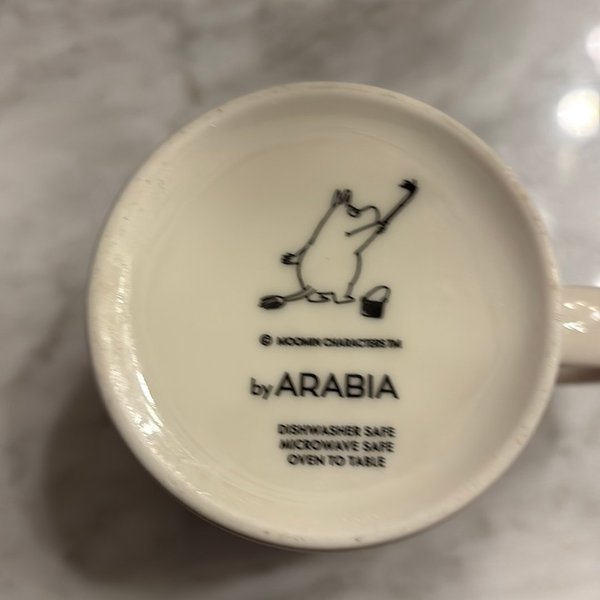 © MOOMIN CHARACTERS TM
by ARABIA
DISHWASHER SAFE
MICROWAVE SAFE
OVEN TO TABLE